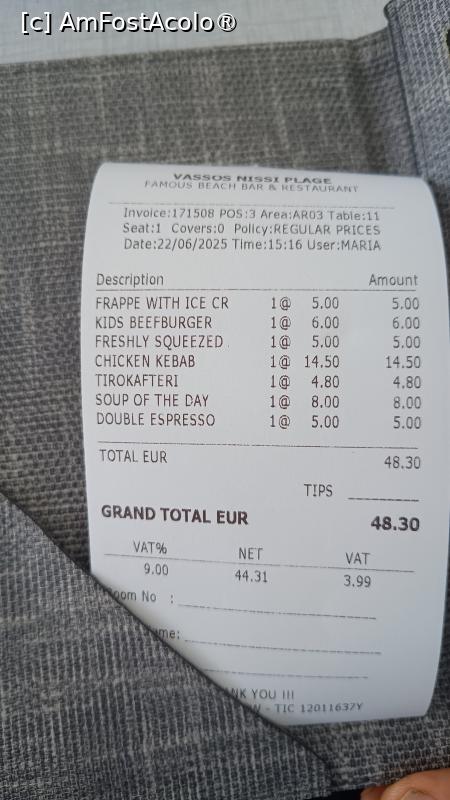 [c] AmFostAcolo®
VASSOS NISSI PLAGE
FAMOUS BEACH BAR & RESTAURANT
Invoice:171508 POS:3 Area:AR03 Table:11
Seat:1 Covers:0 Policy:REGULAR PRICES
Date:22/06/2025 Time:15:16 User:MARIA
Description Amount
FRAPPE WITH ICE CR 1@ 5.00 5.00
KIDS BEEFBURGER 1@ 6.00 6.00
FRESHLY SQUEEZED 1@ 5.00 5.00
CHICKEN KEBAB 1@ 14.50 14.50
TIROKAFTERI 1@ 4.80 4.80
SOUP OF THE DAY 1@ 8.00 8.00
DOUBLE ESPRESSO 1@ 5.00 5.00
TOTAL EUR 48.30
TIPS
GRAND TOTAL EUR 48.30
VAT% NET VAT
9.00 44.31 3.99
oom No :
me:
NK YOU !!!
- TIC 12011637Y